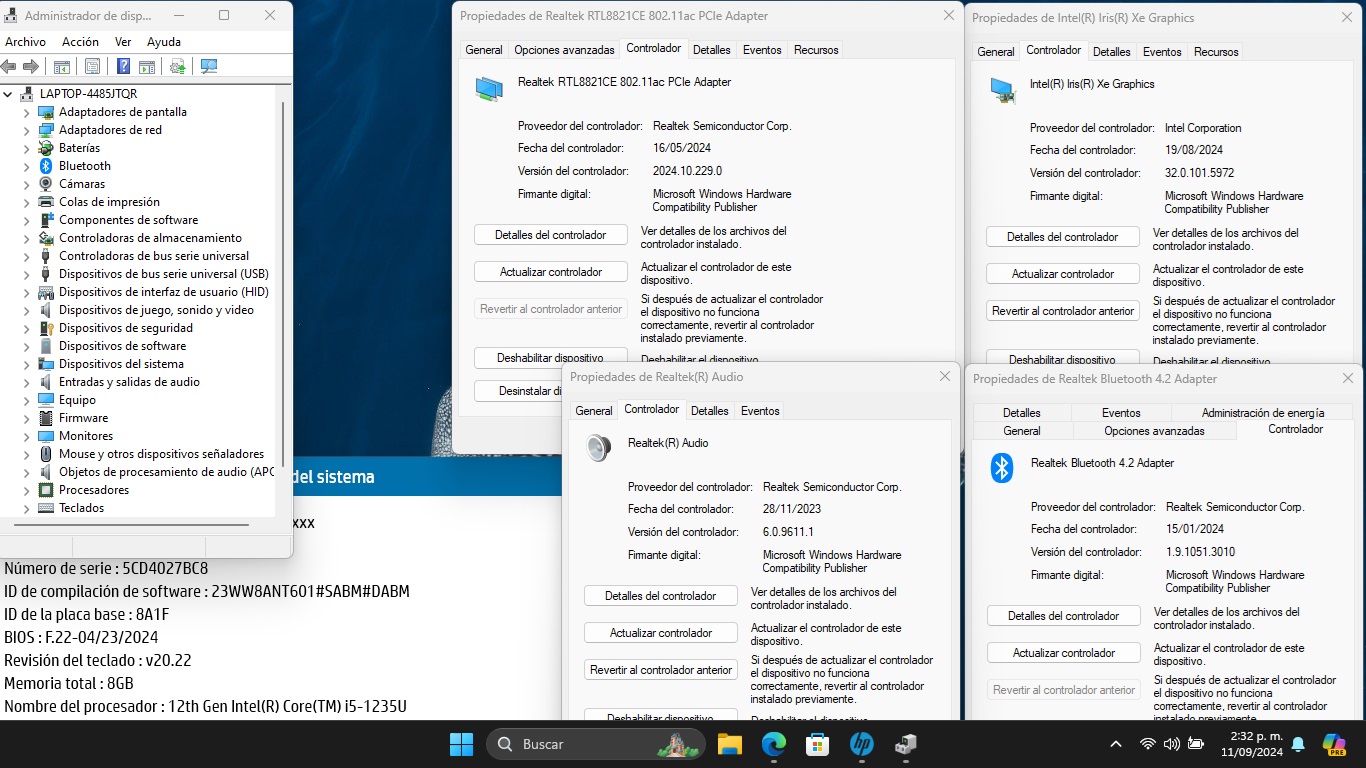 Administrador de disp...
Archivo Acción Ver Ayuda
LAPTOP-4485JTQR
Adaptadores de pantalla
Adaptadores de red
Baterías
Bluetooth
Cámaras
Colas de impresión
Componentes de software
Controladoras de almacenamiento
Controladoras de bus serie universal
Dispositivos de bus serie universal (USB)
Dispositivos de interfaz de usuario (HID)
Dispositivos de juego, sonido y video
Dispositivos de seguridad
Dispositivos de software
Dispositivos del sistema
Entradas y salidas de audio
Equipo
Firmware
Monitores
Mouse y otros dispositivos señaladores
Objetos de procesamiento de audio (APO
Procesadores
Teclados
del sistema
xxx
Número de serie : 5CD4027BC8
ID de compilación de software : 23WW8ANT601#SABM#DABM
ID de la placa base : 8A1F
BIOS : F.22-04/23/2024
Revisión del teclado : v20.22
Memoria total : 8GB
Nombre del procesador : 12th Gen Intel(R) Core(TM) i5-1235U
Propiedades de Realtek RTL8821CE 802.11ac PCIe Adapter
General Opciones avanzadas Controlador Detalles Eventos Recursos
Realtek RTL8821CE 802.11ac PCIe Adapter
Proveedor del controlador: Realtek Semiconductor Corp.
Fecha del controlador: 16/05/2024
Versión del controlador: 2024.10.229.0
Firmante digital: Microsoft Windows Hardware
Compatibility Publisher
Detalles del controlador Ver detalles de los archivos del
controlador instalado.
Actualizar controlador Actualizar el controlador de este
dispositivo.
Revertir al controlador anterior Si después de actualizar el controlador
el dispositivo no funciona
correctamente, revertir al controlador
instalado previamente.
Deshabilitar dispositivo Deshabilitar el dispositivo.
Desinstalar di
Propiedades de Intel(R) Iris(R) Xe Graphics
General Controlador Detalles Eventos Recursos
Intel(R) Iris(R) Xe Graphics
Proveedor del controlador: Intel Corporation
Fecha del controlador: 19/08/2024
Versión del controlador: 32.0.101.5972
Firmante digital: Microsoft Windows Hardware
Compatibility Publisher
Detalles del controlador Ver detalles de los archivos del
controlador instalado.
Actualizar controlador Actualizar el controlador de este
dispositivo.
Revertir al controlador anterior Si después de actualizar el controlador
el dispositivo no funciona
correctamente, revertir al controlador
instalado previamente.
Deshabilitar dispositivo Deshabilitar el dispositivo.
Propiedades de Realtek(R) Audio
General Controlador Detalles Eventos
Realtek(R) Audio
Proveedor del controlador: Realtek Semiconductor Corp.
Fecha del controlador: 28/11/2023
Versión del controlador: 6.0.9611.1
Firmante digital: Microsoft Windows Hardware
Compatibility Publisher
Detalles del controlador Ver detalles de los archivos del
controlador instalado.
Actualizar controlador Actualizar el controlador de este
dispositivo.
Revertir al controlador anterior Si después de actualizar el controlador
el dispositivo no funciona
correctamente, revertir al controlador
instalado previamente.
Deshabilitar dispositivo Deshabilitar el dispositivo.
Propiedades de Realtek Bluetooth 4.2 Adapter
Detalles Eventos Administración de energía
General Opciones avanzadas Controlador
Realtek Bluetooth 4.2 Adapter
Proveedor del controlador: Realtek Semiconductor Corp.
Fecha del controlador: 15/01/2024
Versión del controlador: 1.9.1051.3010
Firmante digital: Microsoft Windows Hardware
Compatibility Publisher
Detalles del controlador Ver detalles de los archivos del
controlador instalado.
Actualizar controlador Actualizar el controlador de este
dispositivo.
Revertir al controlador anterior Si después de actualizar el controlador
el dispositivo no funciona
correctamente, revertir al controlador
instalado previamente.
Buscar
hp
2:32 p. m.
11/09/2024
PRE